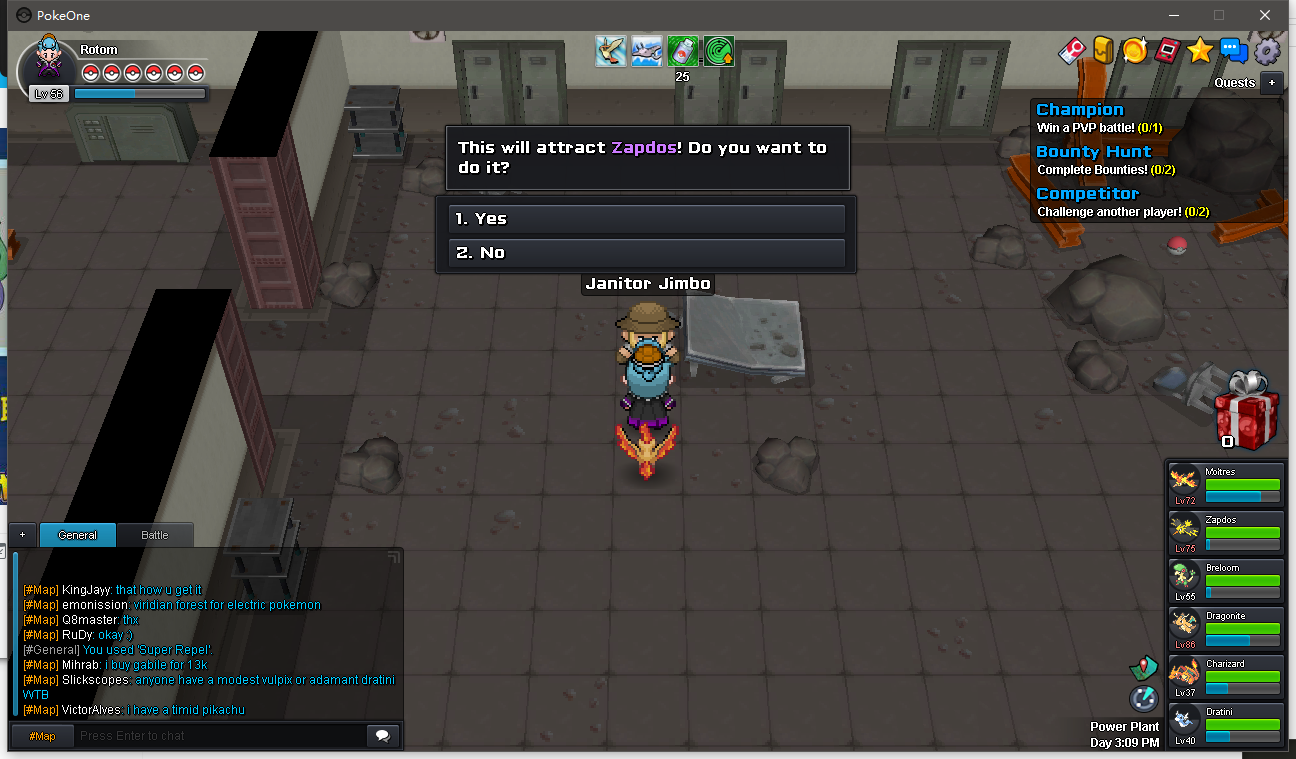 PokeOne
Rotom
Lv 56
25
Quests +
Champion
Win a PVP battle! (0/1)
Bounty Hunt
Complete Bounties! (0/2)
Competitor
Challenge another player! (0/2)
This will attract Zapdos! Do you want to
do it?
1. Yes
2. No
Janitor Jimbo
0
Moltres
Lv72
Zapdos
Lv75
Breloom
Lv55
Dragonite
Lv86
Charizard
Lv37
Dratini
Lv40
+ General Battle
[#Map] KingJayy: that how u get it
[#Map] emonission: viridian forest for electric pokemon
[#Map] Q8master: thx
[#Map] RuDy: okay :)
[#General] You used 'Super Repel'.
[#Map] Mihrab: i buy gabile for 13k
[#Map] Slickscopes: anyone have a modest vulpix or adamant dratini
WTB
[#Map] VictorAlves: i have a timid pikachu
#Map Press Enter to chat
Power Plant
Day 3:09 PM